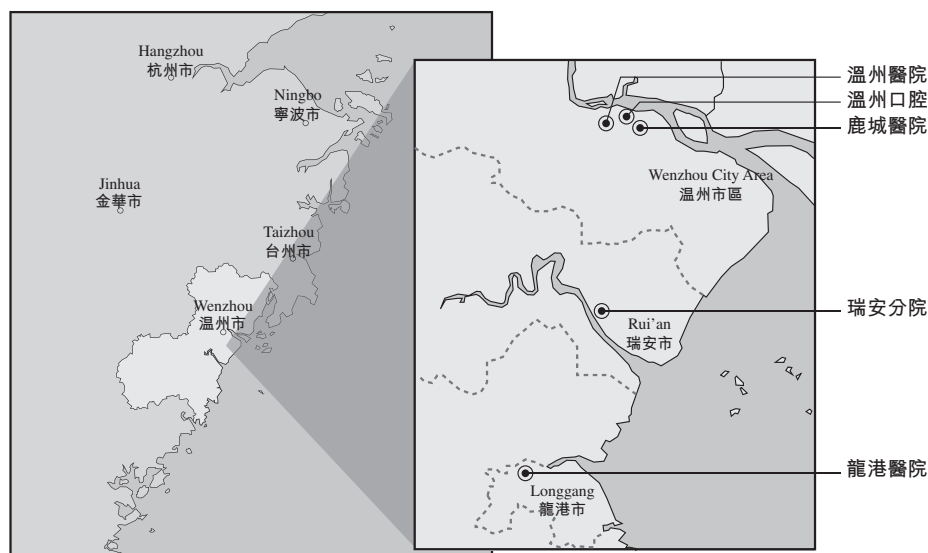 Hangzhou
杭州市
Ningbo
寧波市
Jinhua
金華市
Taizhou
台州市
Wenzhou
温州市
溫州醫院
溫州口腔
鹿城醫院
Wenzhou City Area
温州市區
瑞安分院
Rui'an
瑞安市
龍港醫院
Longgang
龍港市